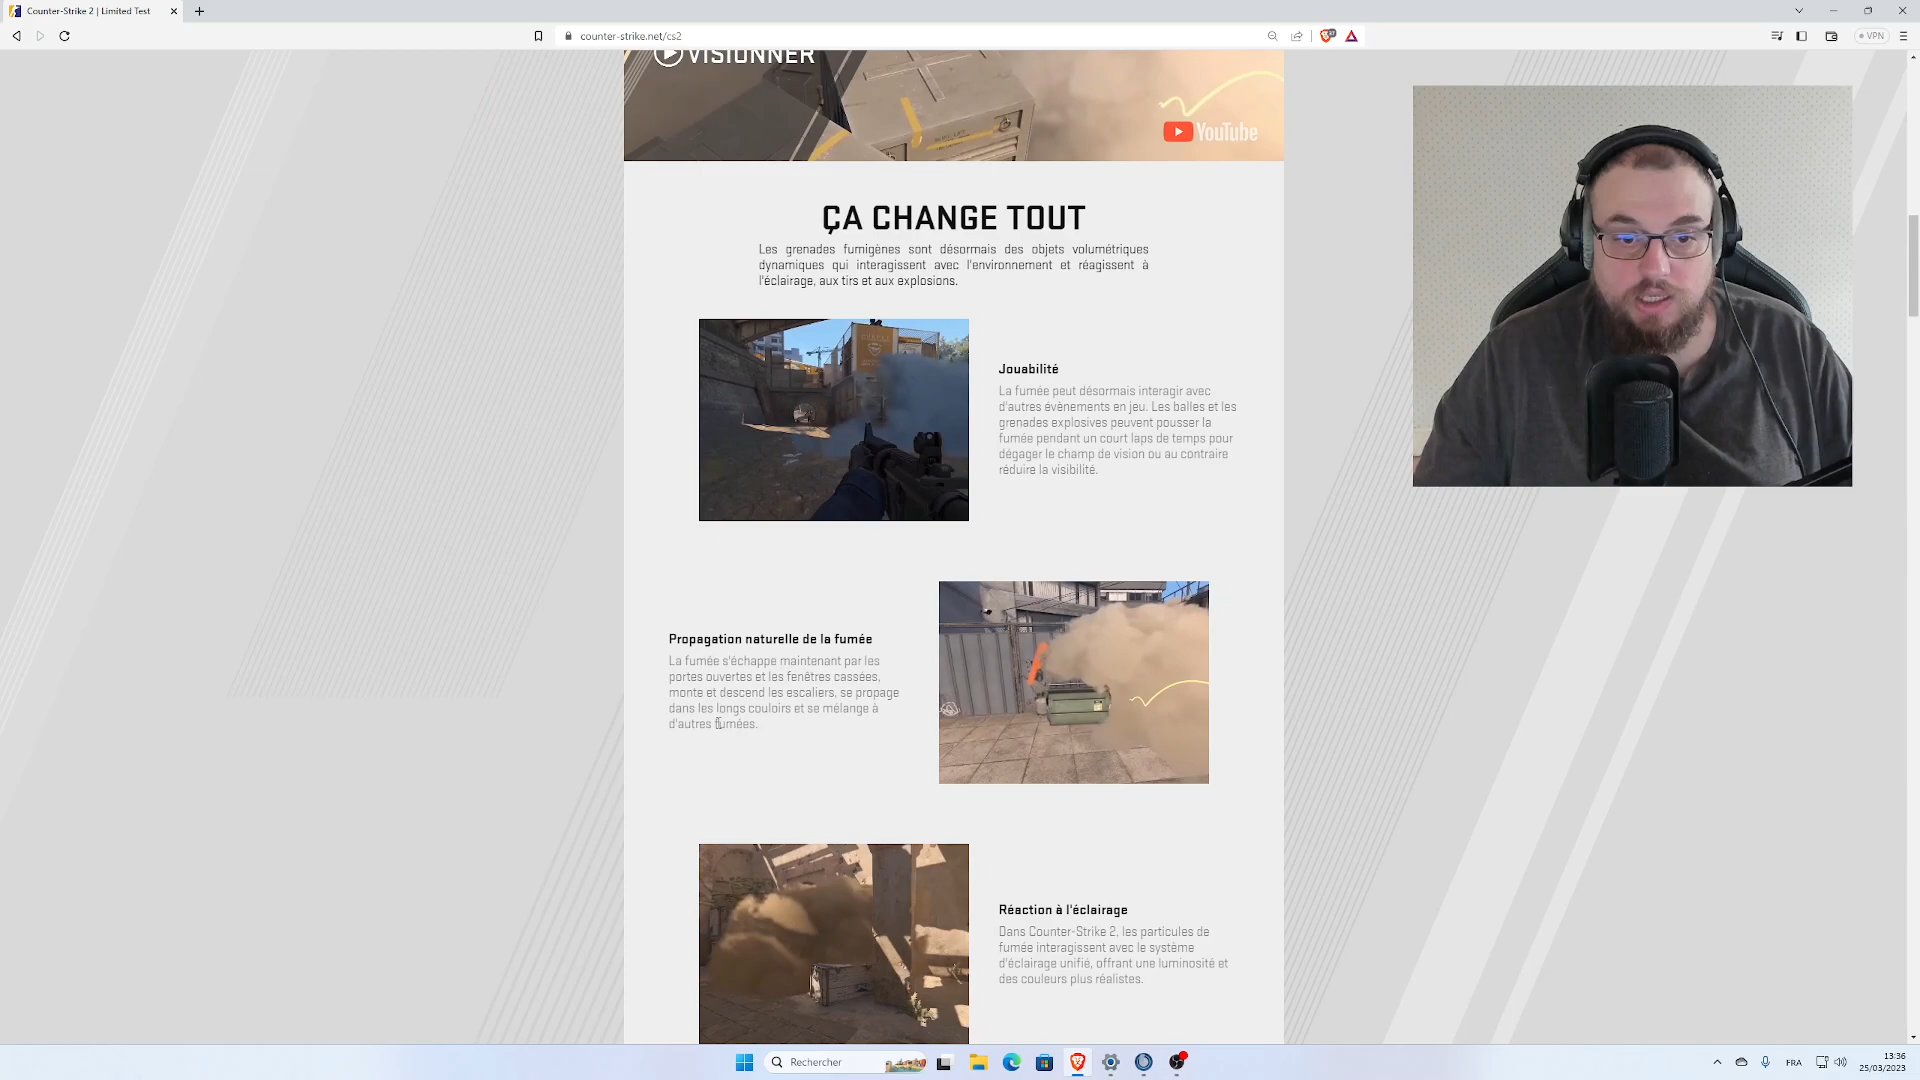 Counter-Strike 2 | Limited Test
counter-strike.net/cs2
VPN
VISIONNER
YouTube
ÇA CHANGE TOUT
Les grenades fumigènes sont désormais des objets volumétriques
dynamiques qui interagissent avec l'environnement et réagissent à
l'éclairage, aux tirs et aux explosions.
Jouabilité
La fumée peut désormais interagir avec
d'autres évènements en jeu. Les balles et les
grenades explosives peuvent pousser la
fumée pendant un court laps de temps pour
dégager le champ de vision ou au contraire
réduire la visibilité.
Propagation naturelle de la fumée
La fumée s'échappe maintenant par les
portes ouvertes et les fenêtres cassées,
monte et descend les escaliers, se propage
dans les longs couloirs et se mélange à
d'autres fumées.
Réaction à l'éclairage
Dans Counter-Strike 2, les particules de
fumée interagissent avec le système
d'éclairage unifié, offrant une luminosité et
des couleurs plus réalistes.
Rechercher
FRA
13:36
25/03/2023